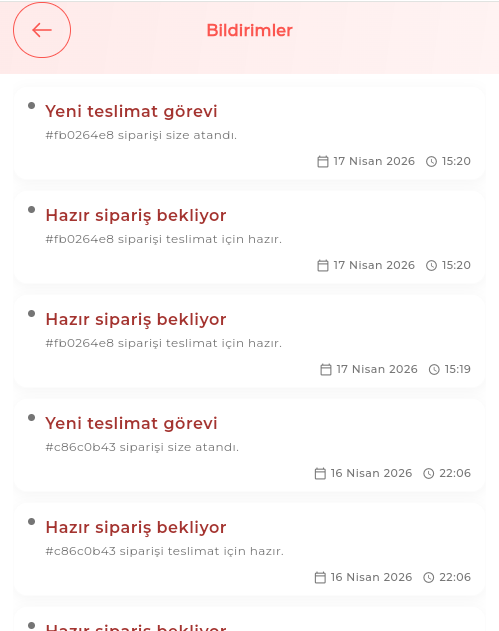 Bildirimler
Yeni teslimat görevi
#fb0264e8 siparişi size atandı.
17 Nisan 2026 15:20
Hazır sipariş bekliyor
#fb0264e8 siparişi teslimat için hazır.
17 Nisan 2026 15:20
Hazır sipariş bekliyor
#fb0264e8 siparişi teslimat için hazır.
17 Nisan 2026 15:19
Yeni teslimat görevi
#c86c0b43 siparişi size atandı.
16 Nisan 2026 22:06
Hazır sipariş bekliyor
#c86c0b43 siparişi teslimat için hazır.
16 Nisan 2026 22:06
Hazır sipariş bekliyor